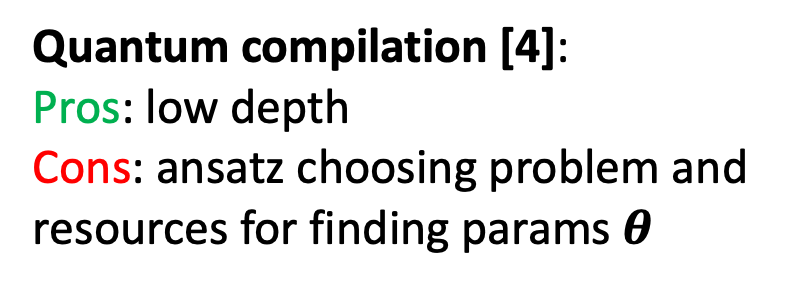 Quantum compilation [4]:
Pros: low depth
Cons: ansatz choosing problem and
resources for finding params θ